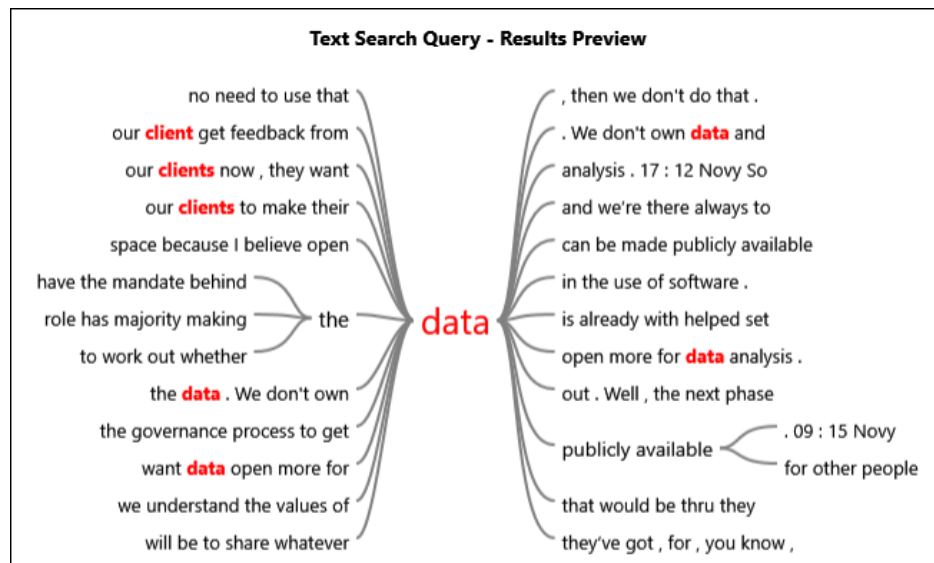 Text Search Query - Results Preview
no need to use that
our client get feedback from
our clients now , they want
our clients to make their
space because I believe open
have the mandate behind
role has majority making
to work out whether
the
the data . We don't own
the governance process to get
want data open more for
we understand the values of
will be to share whatever
data
, then we don't do that .
. We don't own data and
analysis . 17 : 12 Novy So
and we're there always to
can be made publicly available
in the use of software .
is already with helped set
open more for data analysis .
out . Well , the next phase
publicly available
. 09 : 15 Novy
for other people
that would be thru they
they've got , for , you know ,